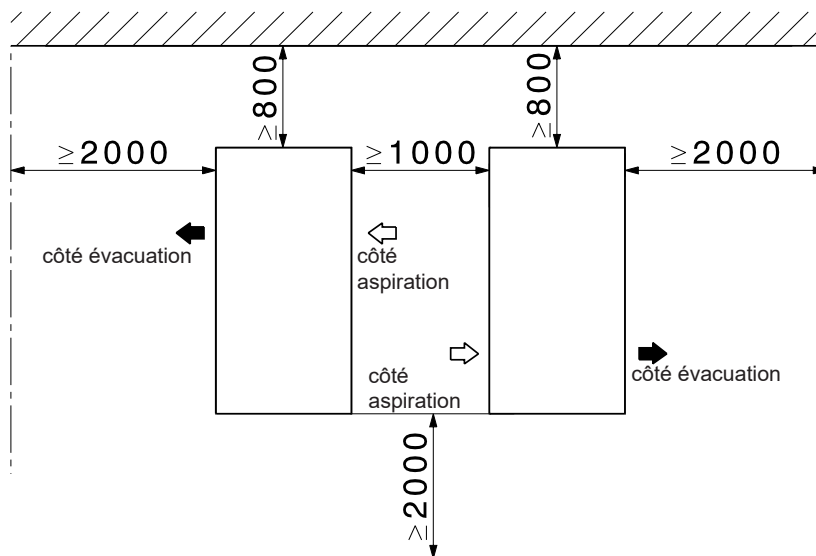 ≥800
≥800
≥2000
≥1000
≥2000
côté évacuation
côté
aspiration
côté
aspiration
côté évacuation
≥2000